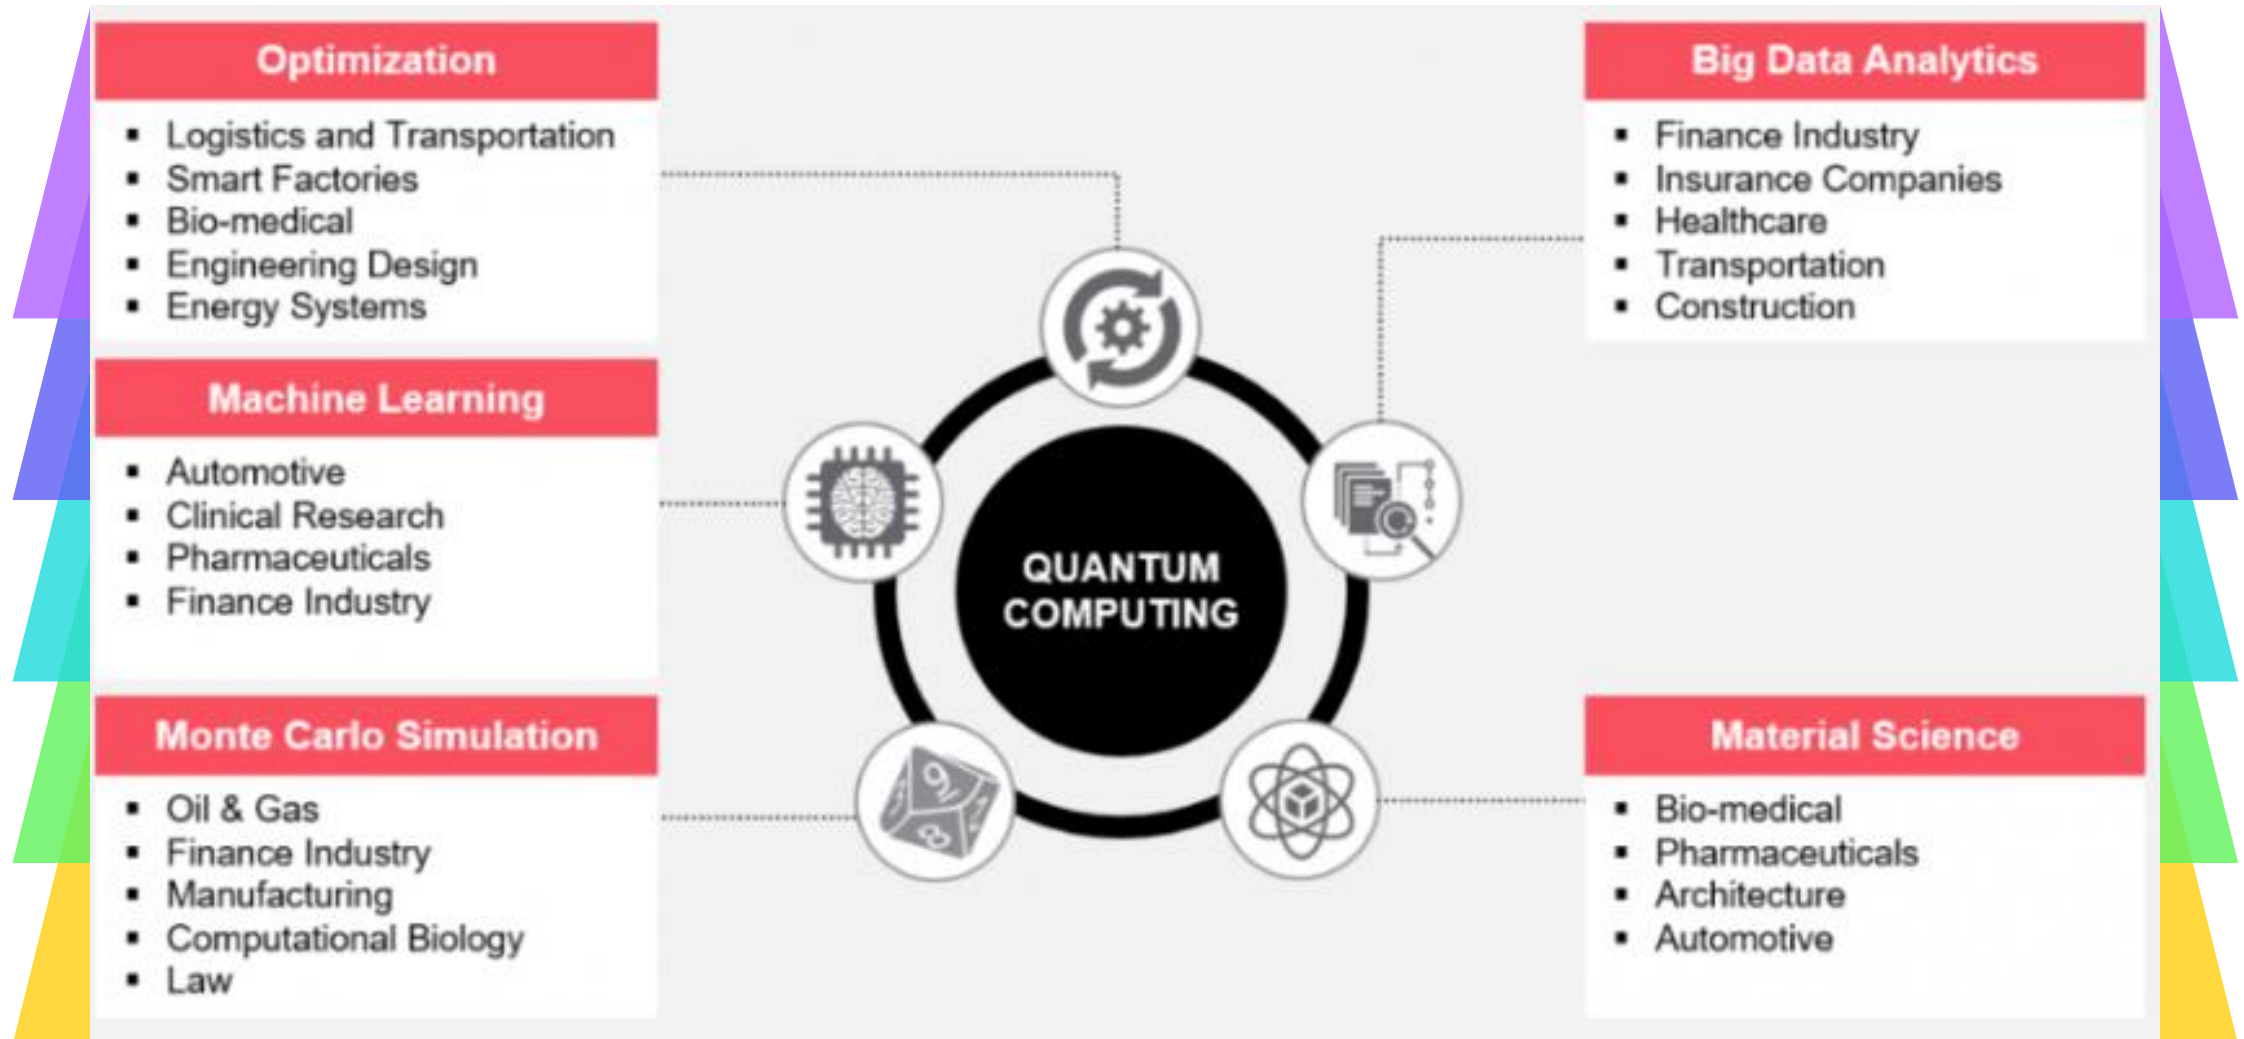 Optimization
▪ Logistics and Transportation
▪ Smart Factories
▪ Bio-medical
▪ Engineering Design
▪ Energy Systems
Machine Learning
▪ Automotive
▪ Clinical Research
▪ Pharmaceuticals
▪ Finance Industry
Monte Carlo Simulation
▪ Oil & Gas
▪ Finance Industry
▪ Manufacturing
▪ Computational Biology
▪ Law
QUANTUM
COMPUTING
9
8
Big Data Analytics
▪ Finance Industry
▪ Insurance Companies
▪ Healthcare
▪ Transportation
▪ Construction
Material Science
▪ Bio-medical
▪ Pharmaceuticals
▪ Architecture
▪ Automotive